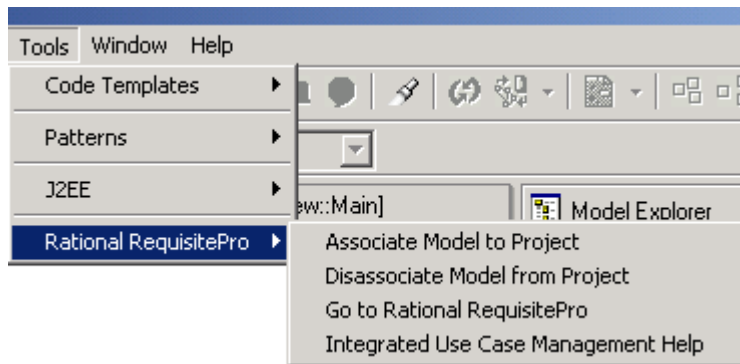 Tools Window Help
Code Templates
Patterns
J2EE
ew::Main]
Model Explorer
Rational RequisitePro
Associate Model to Project
Disassociate Model from Project
Go to Rational RequisitePro
Integrated Use Case Management Help